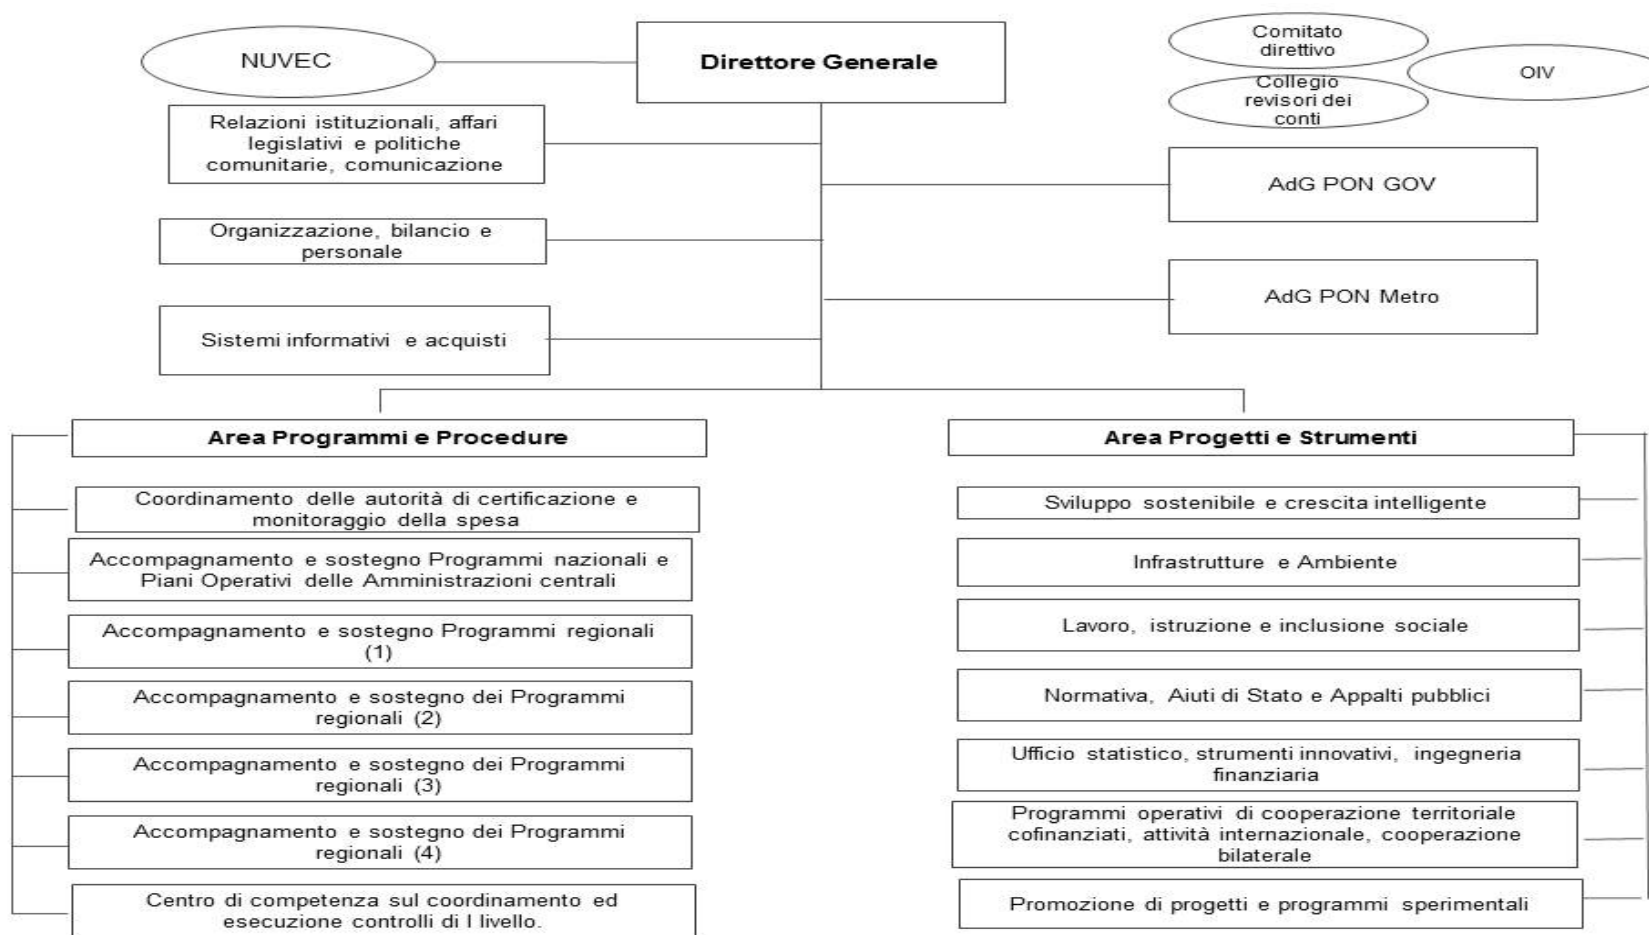 NUVEC
Direttore Generale
Comitato
direttivo
OIV
Collegio
revisori dei
conti
Relazioni istituzionali, affari
legislativi e politiche
comunitarie, comunicazione
AdG PON GOV
Organizzazione, bilancio e
personale
AdG PON Metro
Sistemi informativi e acquisti
Area Programmi e Procedure
Coordinamento delle autorità di certificazione e
monitoraggio della spesa
Accompagnamento e sostegno Programmi nazionali e
Piani Operativi delle Amministrazioni centrali
Accompagnamento e sostegno Programmi regionali
(1)
Accompagnamento e sostegno dei Programmi
regionali (2)
Accompagnamento e sostegno dei Programmi
regionali (3)
Accompagnamento e sostegno dei Programmi
regionali (4)
Centro di competenza sul coordinamento ed
esecuzione controlli di I livello.
Area Progetti e Strumenti
Sviluppo sostenibile e crescita intelligente
Infrastrutture e Ambiente
Lavoro, istruzione e inclusione sociale
Normativa, Aiuti di Stato e Appalti pubblici
Ufficio statistico, strumenti innovativi, ingegneria
finanziaria
Programmi operativi di cooperazione territoriale
cofinanziati, attività internazionale, cooperazione
bilaterale
Promozione di progetti e programmi sperimentali